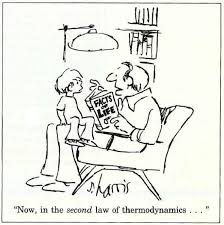 FACTS
OF
LIFE
S.Harris
"Now, in the second law of thermodynamics . . ."